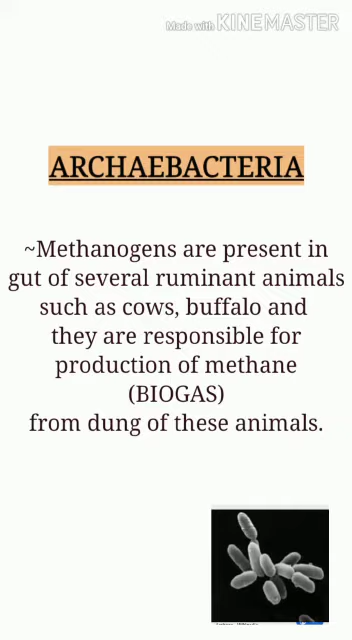 Made with KINEMASTER
ARCHAEBACTERIA
~Methanogens are present in
gut of several ruminant animals
such as cows, buffalo and
they are responsible for
production of methane
(BIOGAS)
from dung of these animals.